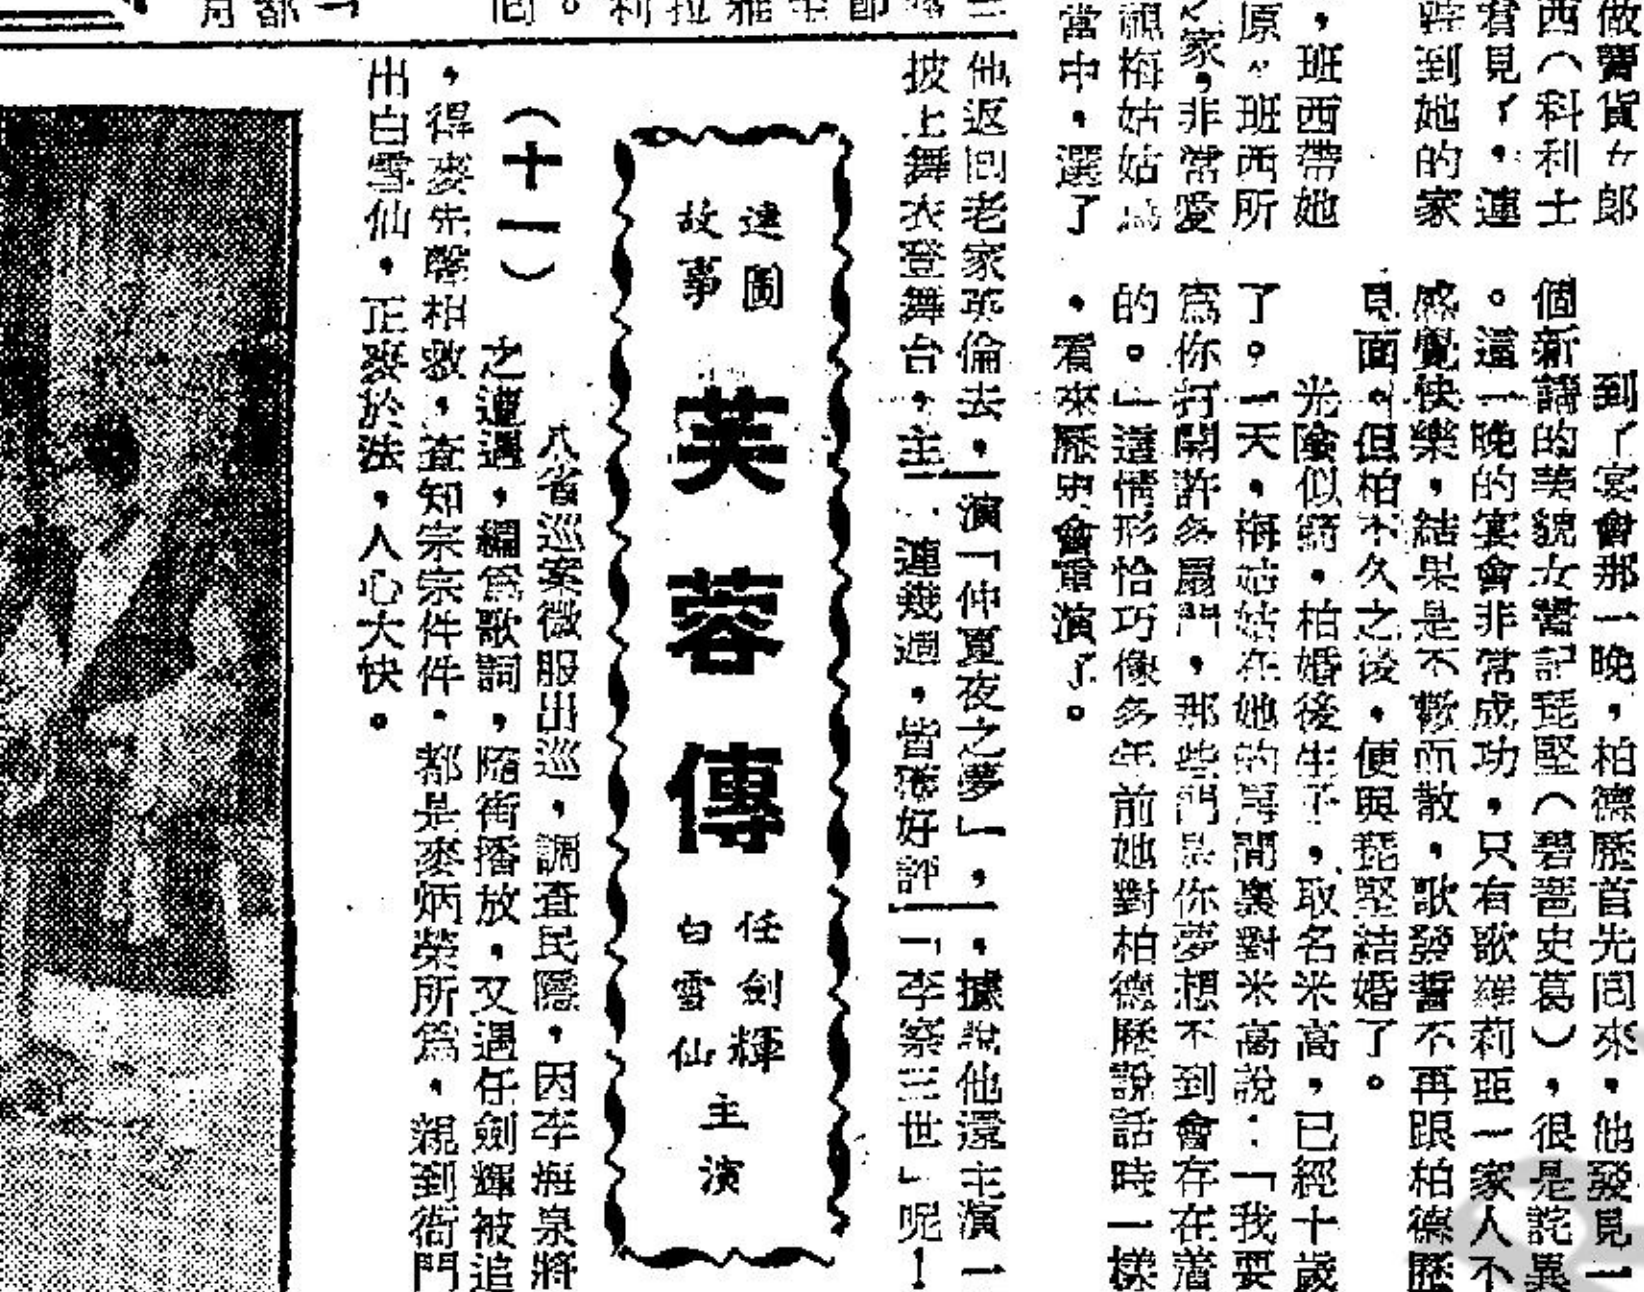 做賣貨女郎
西（科利士
看見了，連
到她的家
，班西帶她
原。班西所
家，非常愛
梅姑姑為
當中，選了
到了宴會那一晚，柏德歷首先回來，他發見一
個新請的美貌女書記琵堅（碧琶史葛），很是詫異
。這一晚的宴會非常成功，只有歌羅莉亞一家人不
感覺快樂，結果是不歡而散，歌發誓不再跟柏德歷
見面。但柏不久之後，便與琵堅結婚了。
光陰似箭，柏婚後生子，取名米高，已經十歲
了。一天，梅姑姑在她的房間裏對米高說：「我要
為你打開許多扇門，那些門是你夢想不到會存在著
的。」這情形恰巧像多年前她對柏德歷說話時一樣
，看來歷史會重演了。
他返回老家英倫去，
披上舞衣登舞台，主
演「仲夏夜之夢」，
連幾週，皆獲好評
，據說他還主演一
「李察三世」呢！
連圖
故事
芙蓉傳
任劍輝
白雪仙
主演
（十一）
八省巡案微服出巡，調查民隱，因李海泉將
之遭遇，編為歌詞，隨街播放，又遇任劍輝被追
，得麥先聲相救，查知宗宗件件，都是麥炳榮所為，親到衙門
出白雪仙，正麥於法，人心大快。